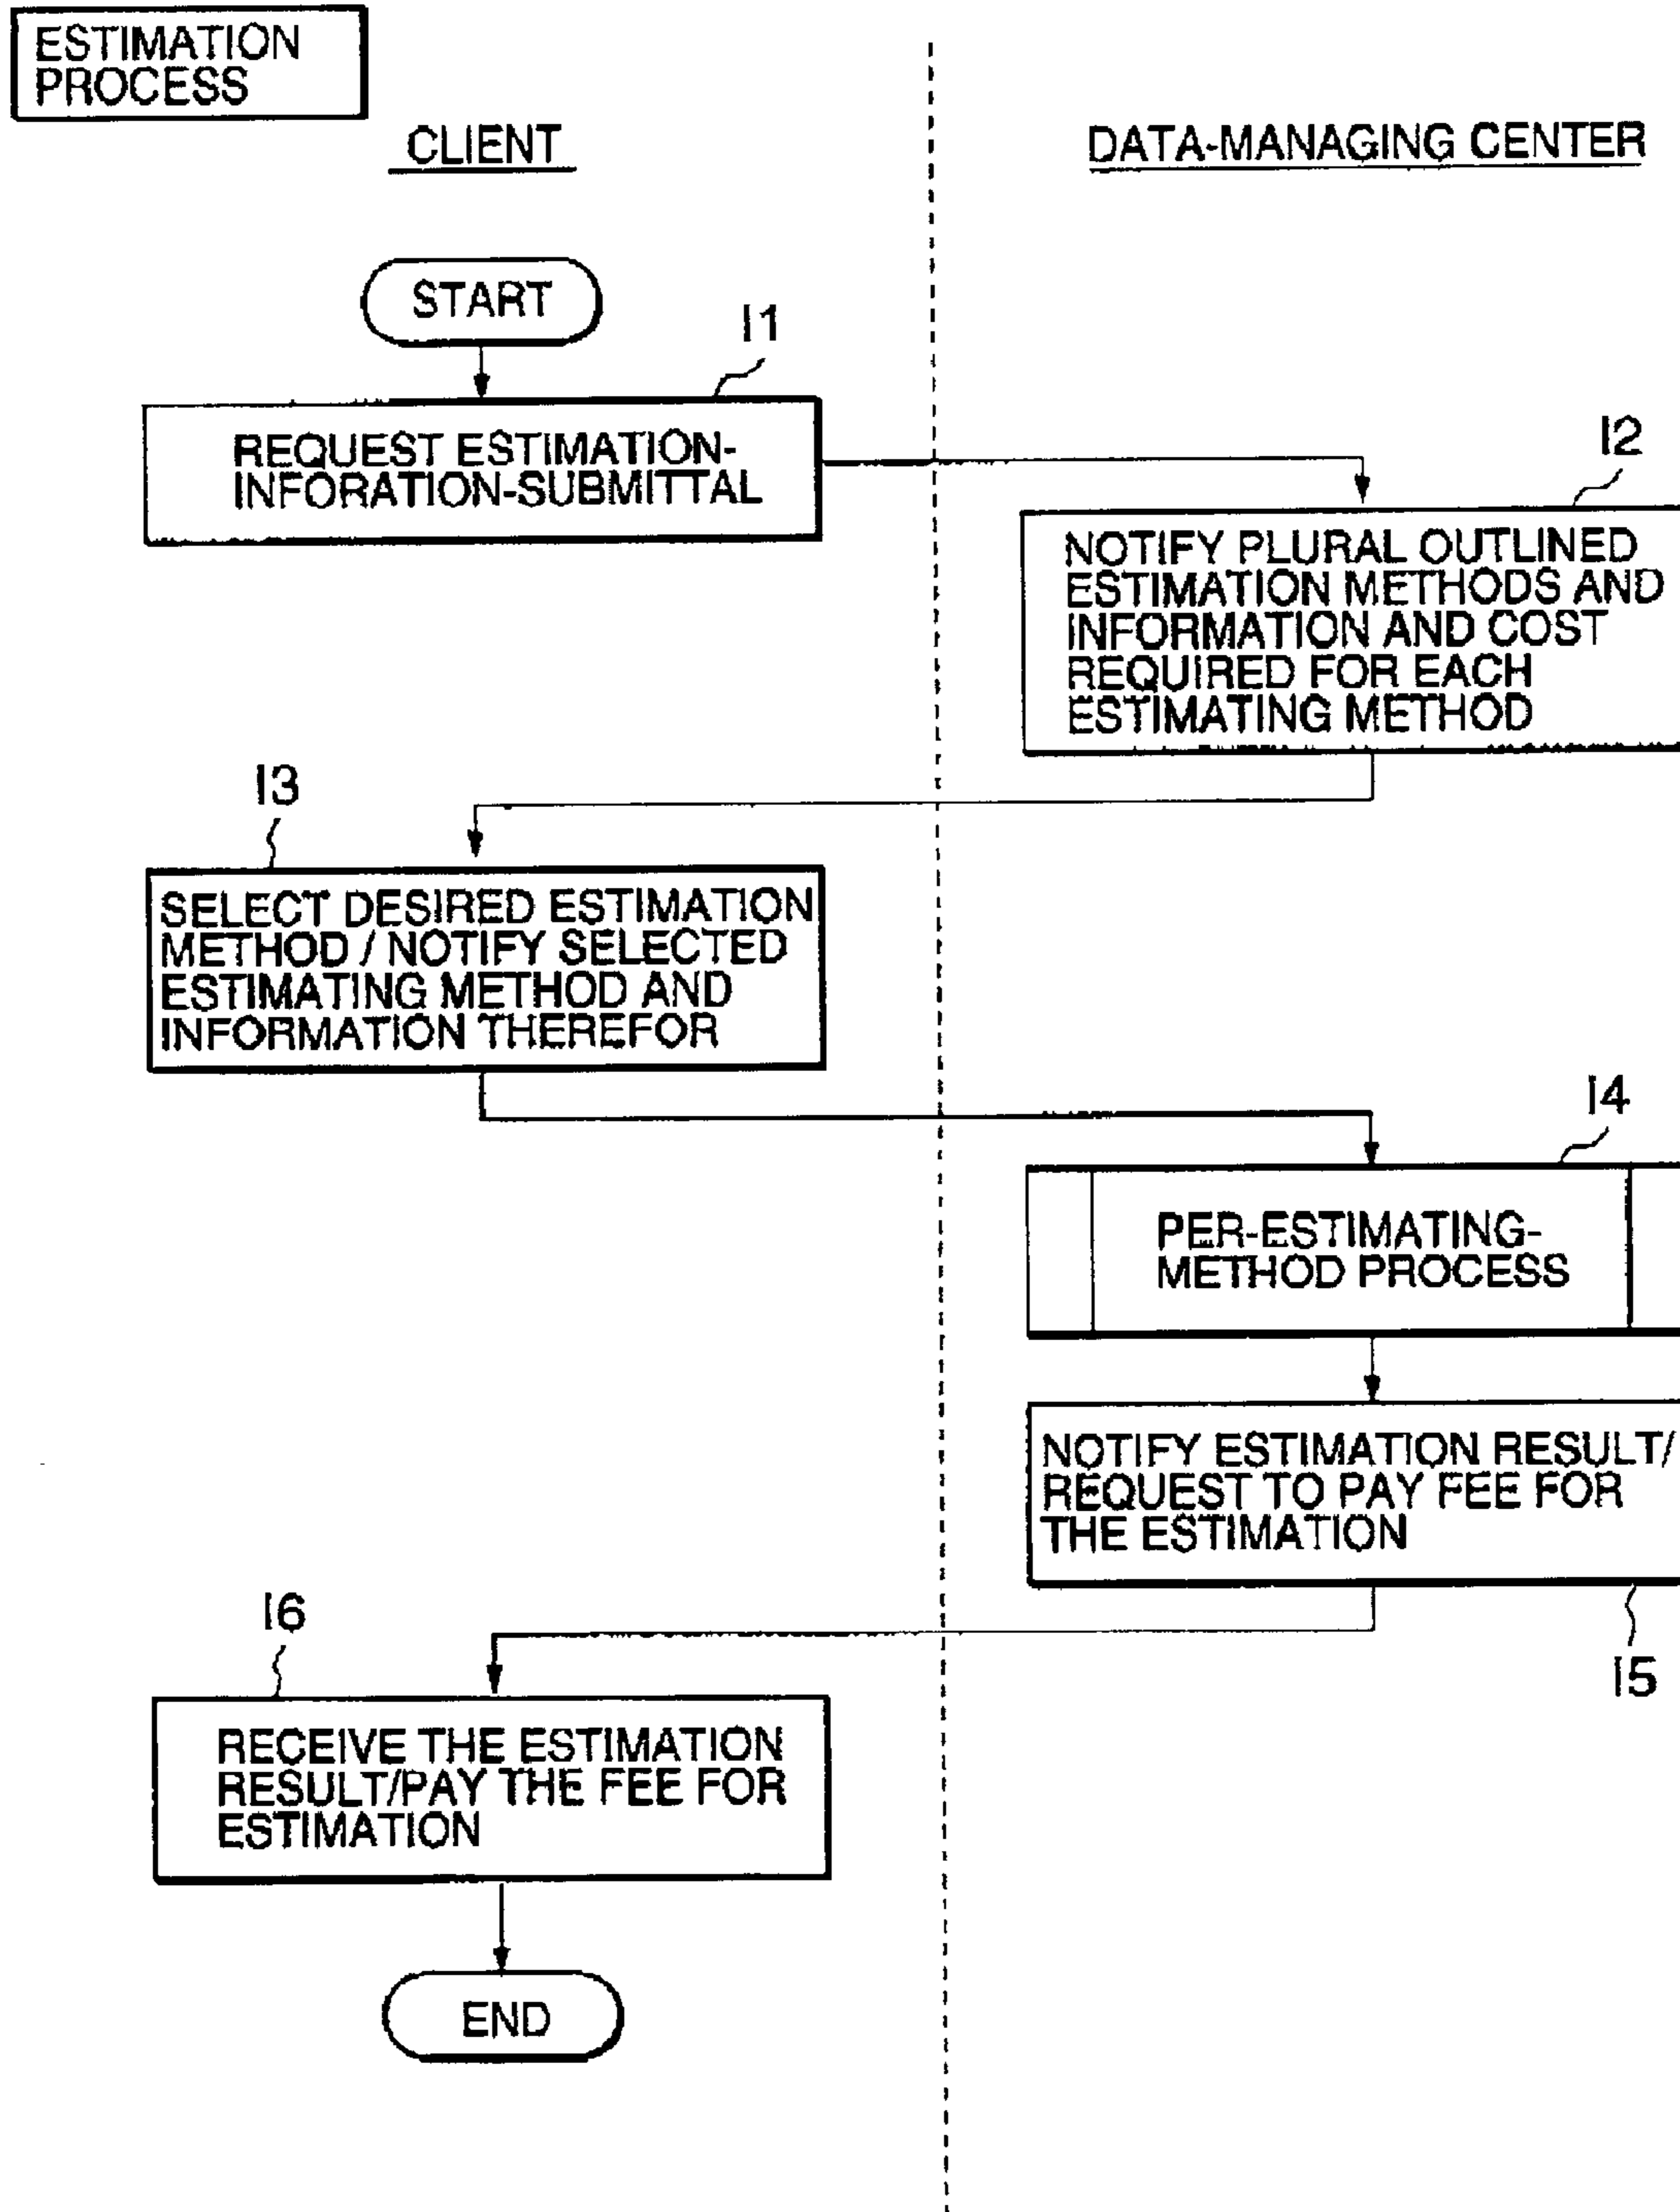 ESTIMATION
PROCESS
CLIENT
DATA-MANAGING CENTER
START
I1
REQUEST ESTIMATION-
INFORATION-SUBMITTAL
I2
NOTIFY PLURAL OUTLINED
ESTIMATION METHODS AND
INFORMATION AND COST
REQUIRED FOR EACH
ESTIMATING METHOD
I3
SELECT DESIRED ESTIMATION
METHOD / NOTIFY SELECTED
ESTIMATING METHOD AND
INFORMATION THEREFOR
I4
PER-ESTIMATING-
METHOD PROCESS
NOTIFY ESTIMATION RESULT/
REQUEST TO PAY FEE FOR
THE ESTIMATION
I5
I6
RECEIVE THE ESTIMATION
RESULT/PAY THE FEE FOR
ESTIMATION
END